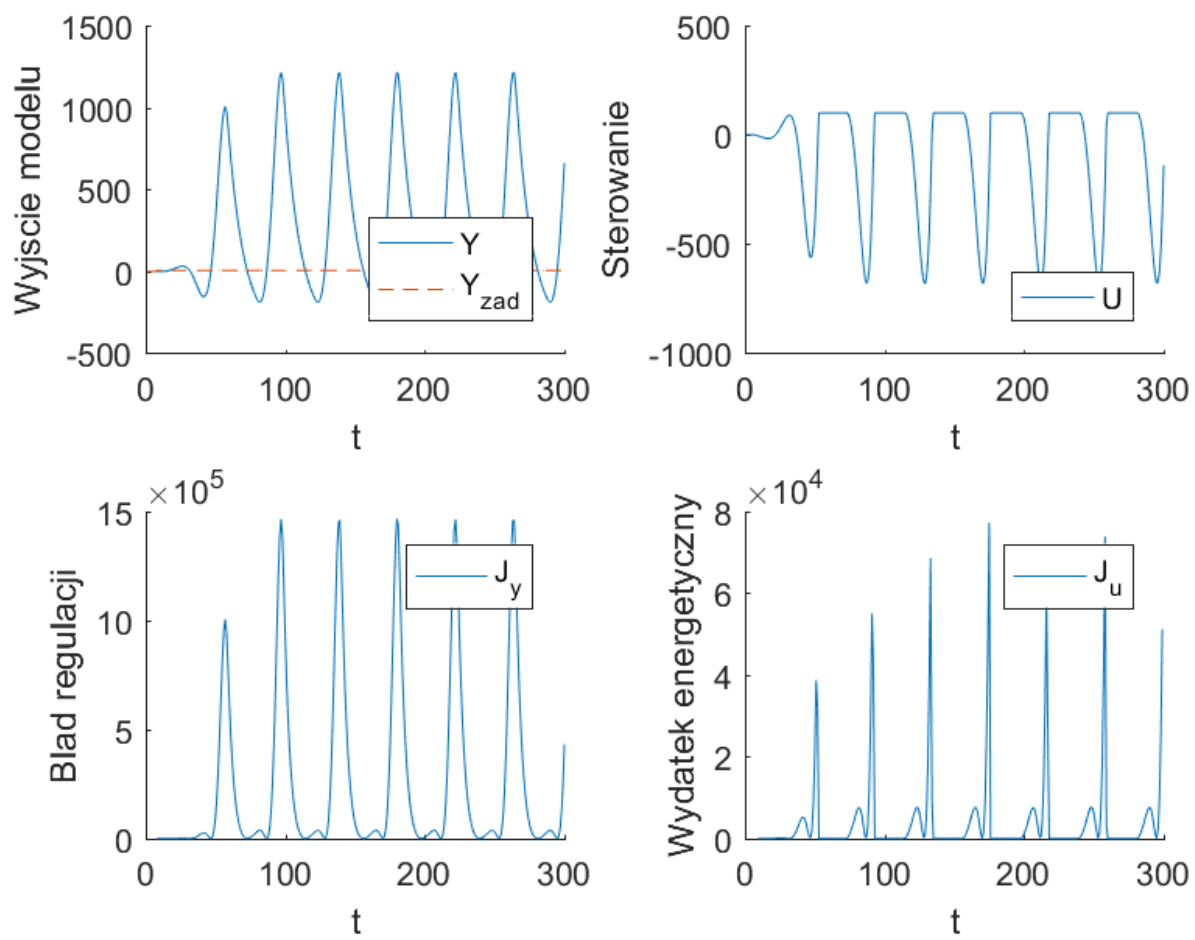 Wyjscie modelu
1500
1000
500
0
-500
0 100 200 300
t
Y
Y_zad
Sterowanie
500
0
-500
-1000
0 100 200 300
t
U
Blad regulacji
×10^5
15
10
5
0
0 100 200 300
t
J_y
Wydatek energetyczny
×10^4
8
6
4
2
0
0 100 200 300
t
J_u